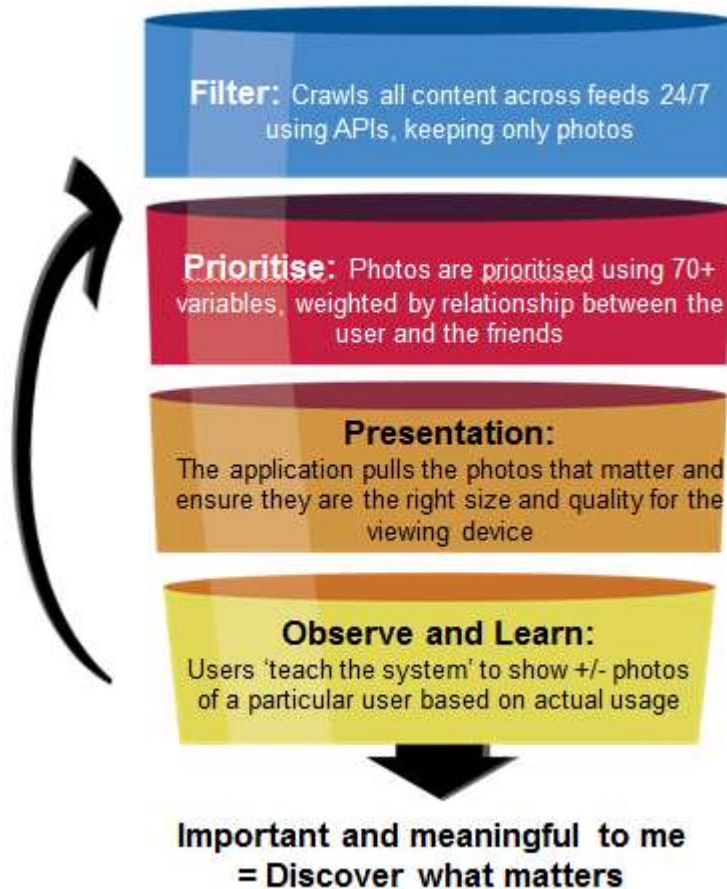 Filter: Crawls all content across feeds 24/7
using APIs, keeping only photos
Prioritise: Photos are prioritised using 70+
variables, weighted by relationship between the
user and the friends
Presentation:
The application pulls the photos that matter and
ensure they are the right size and quality for the
viewing device
Observe and Learn:
Users ‘teach the system’ to show +/- photos
of a particular user based on actual usage
Important and meaningful to me
= Discover what matters